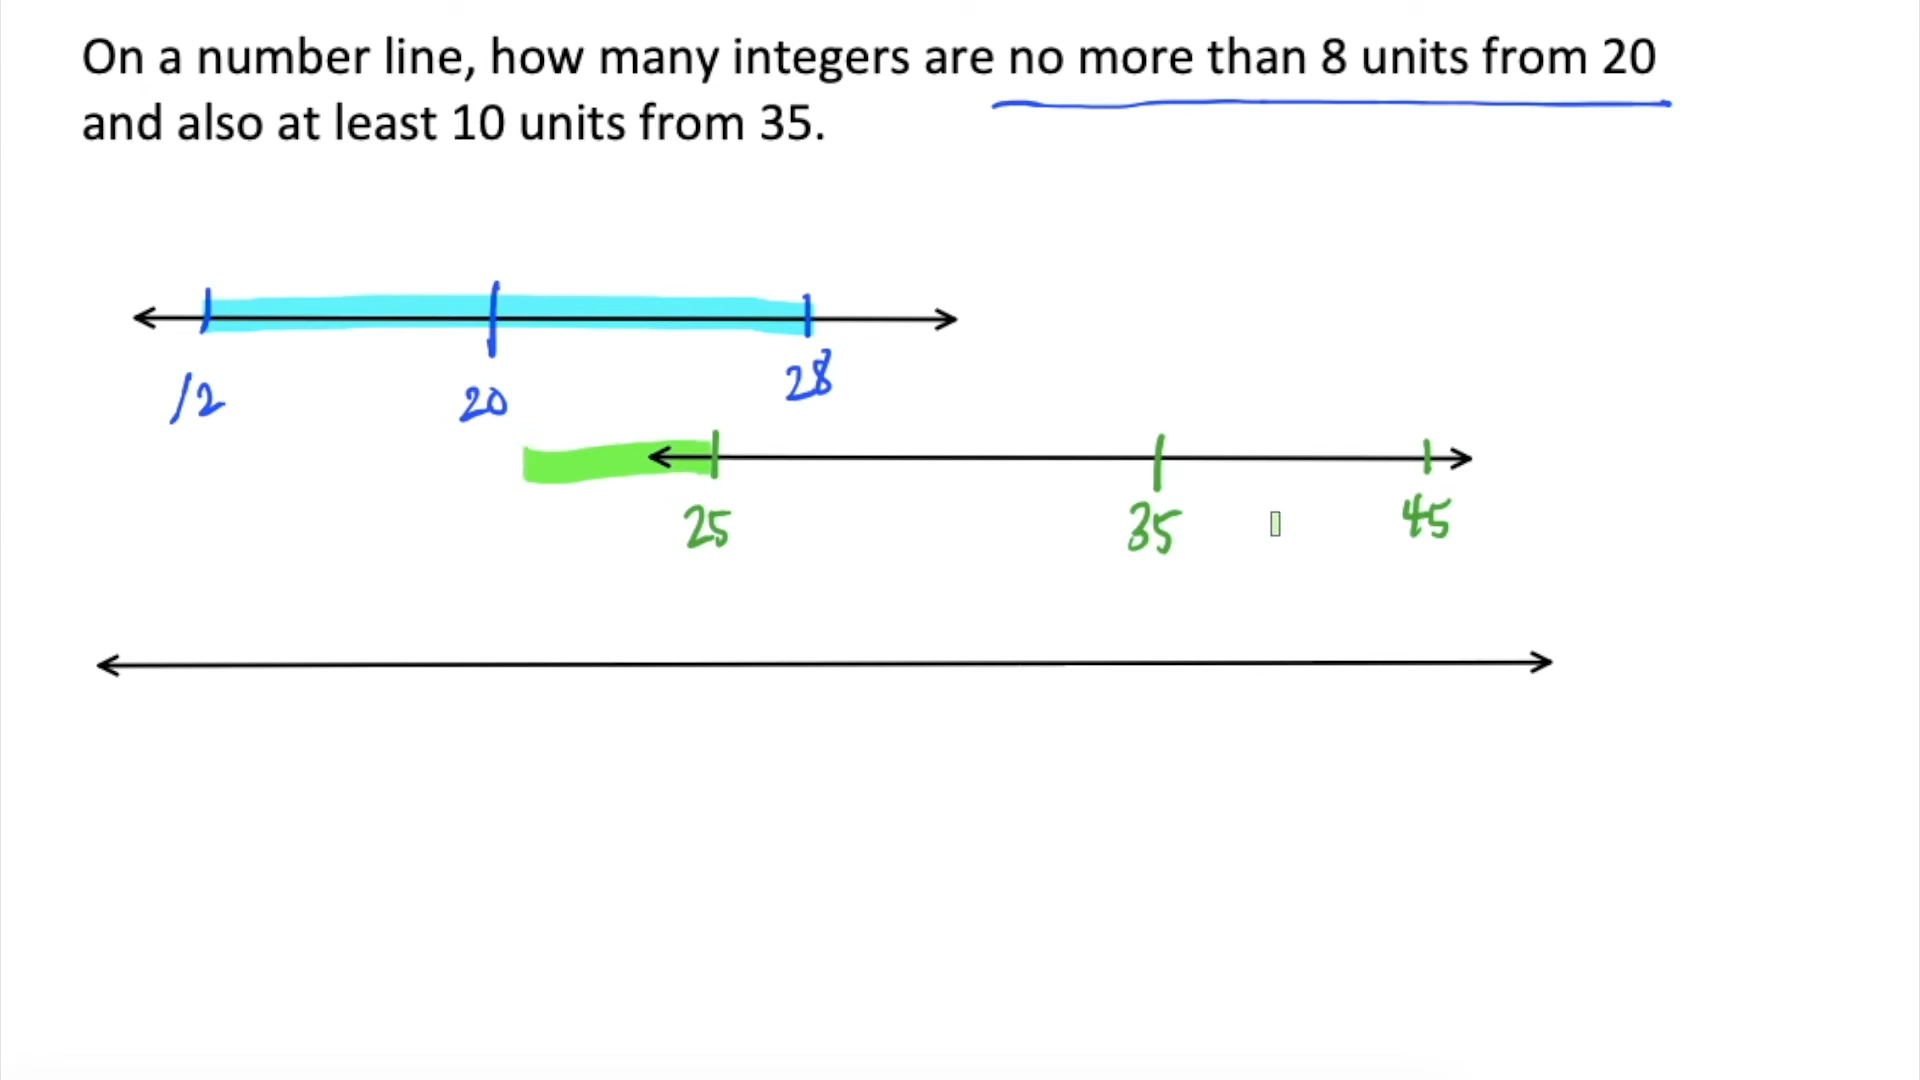 On a number line, how many integers are no more than 8 units from 20
and also at least 10 units from 35.
12 20 28
25 35 45